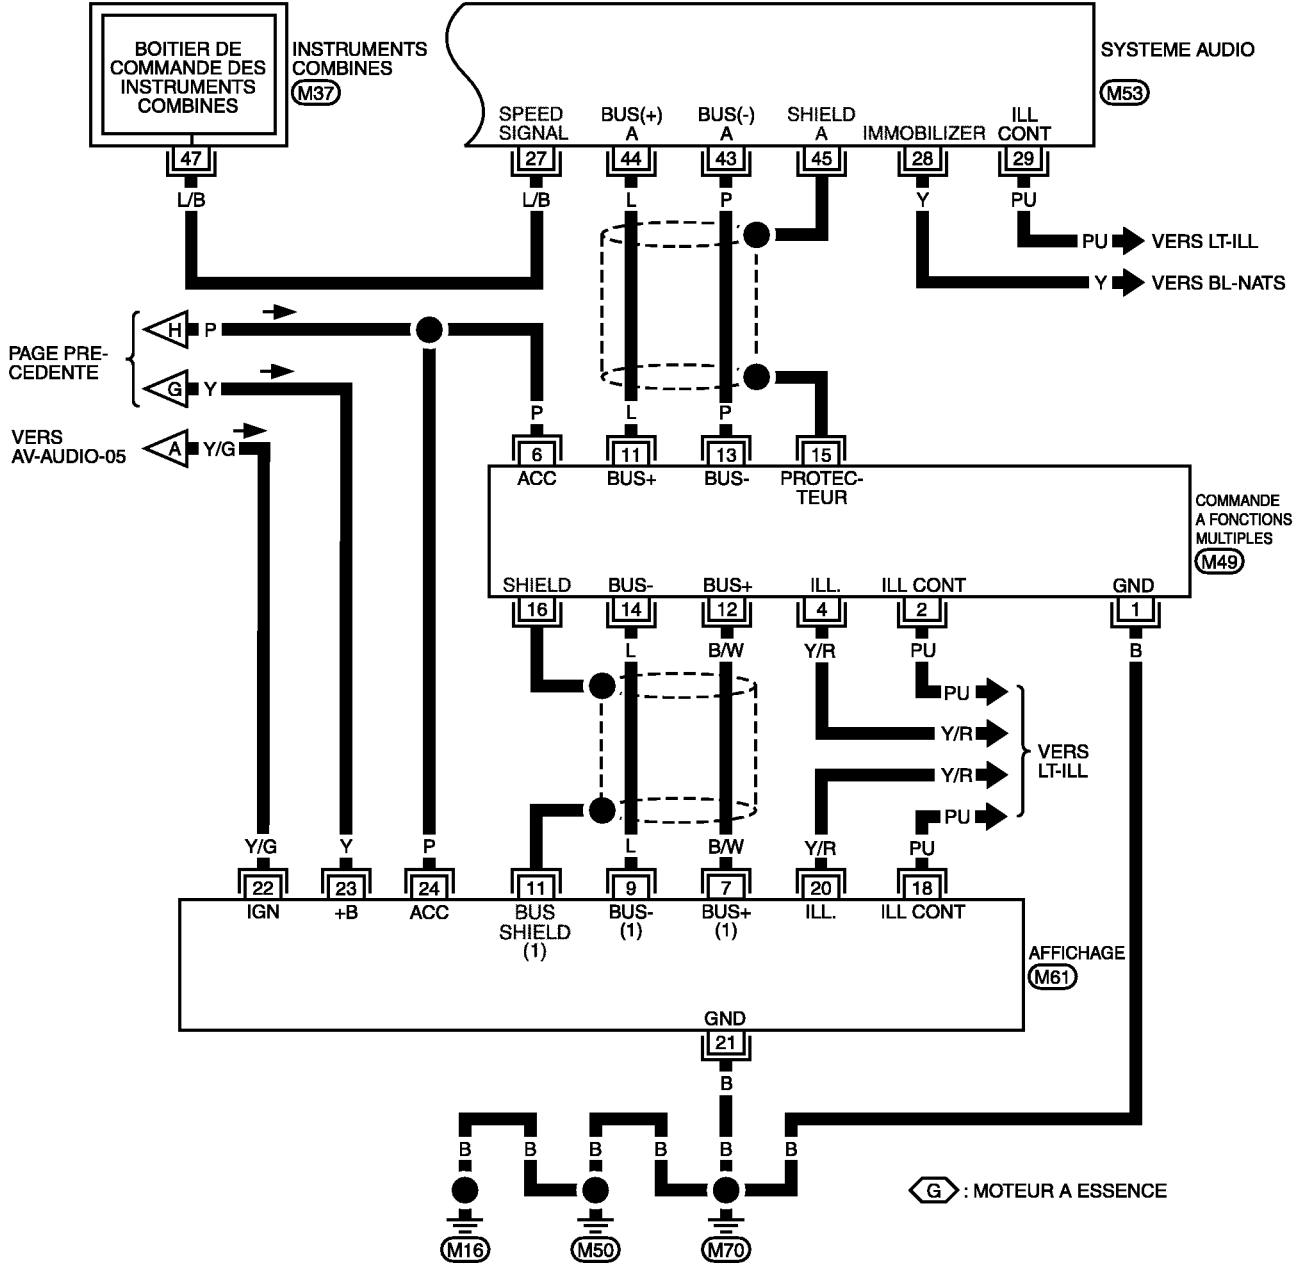 BOITIER DE
COMMANDE DES
INSTRUMENTS
COMBINES
INSTRUMENTS
COMBINES
M37
SYSTEME AUDIO
M53
SPEED
SIGNAL
BUS(+)
A
BUS(-)
A
SHIELD
A
IMMOBILIZER
ILL
CONT
47
27
44
43
45
28
29
L/B
L/B
L
P
Y
PU
PU
VERS LT-ILL
Y
VERS BL-NATS
PAGE PRE-
CEDENTE
H
P
G
Y
VERS
AV-AUDIO-05
A
Y/G
P
L
P
6
11
13
15
ACC
BUS+
BUS-
PROTEC-
TEUR
COMMANDE
A FONCTIONS
MULTIPLES
M49
SHIELD
BUS-
BUS+
ILL.
ILL CONT
GND
16
14
12
4
2
1
L
B/W
Y/R
PU
B
PU
Y/R
Y/R
PU
VERS
LT-ILL
Y/G
Y
P
L
B/W
Y/R
PU
22
23
24
11
9
7
20
18
IGN
+B
ACC
BUS
SHIELD
(1)
BUS-
(1)
BUS+
(1)
ILL.
ILL CONT
AFFICHAGE
M61
GND
21
B
B
B
B
B
B
B
M16
M50
M70
G : MOTEUR A ESSENCE